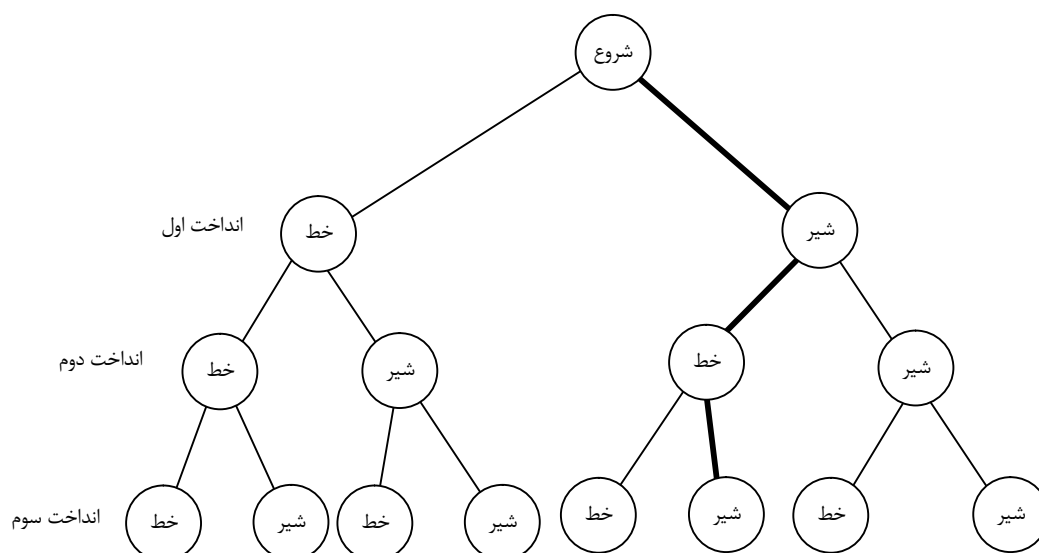 شروع
شیر
خط
انداخت اول
شیر
خط
شیر
خط
انداخت دوم
شیر
خط
شیر
خط
شیر
خط
شیر
خط
انداخت سوم